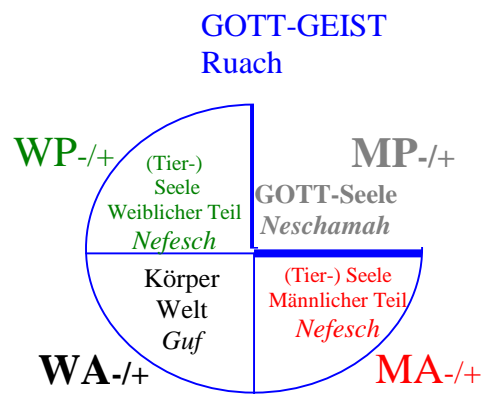 GOTT-GEIST
Ruach
WP-/+
(Tier-)
Seele
Weiblicher Teil
Nefesch
MP-/+
GOTT-Seele
Neschamah
Körper
Welt
Guf
(Tier-) Seele
Männlicher Teil
Nefesch
WA-/+
MA-/+